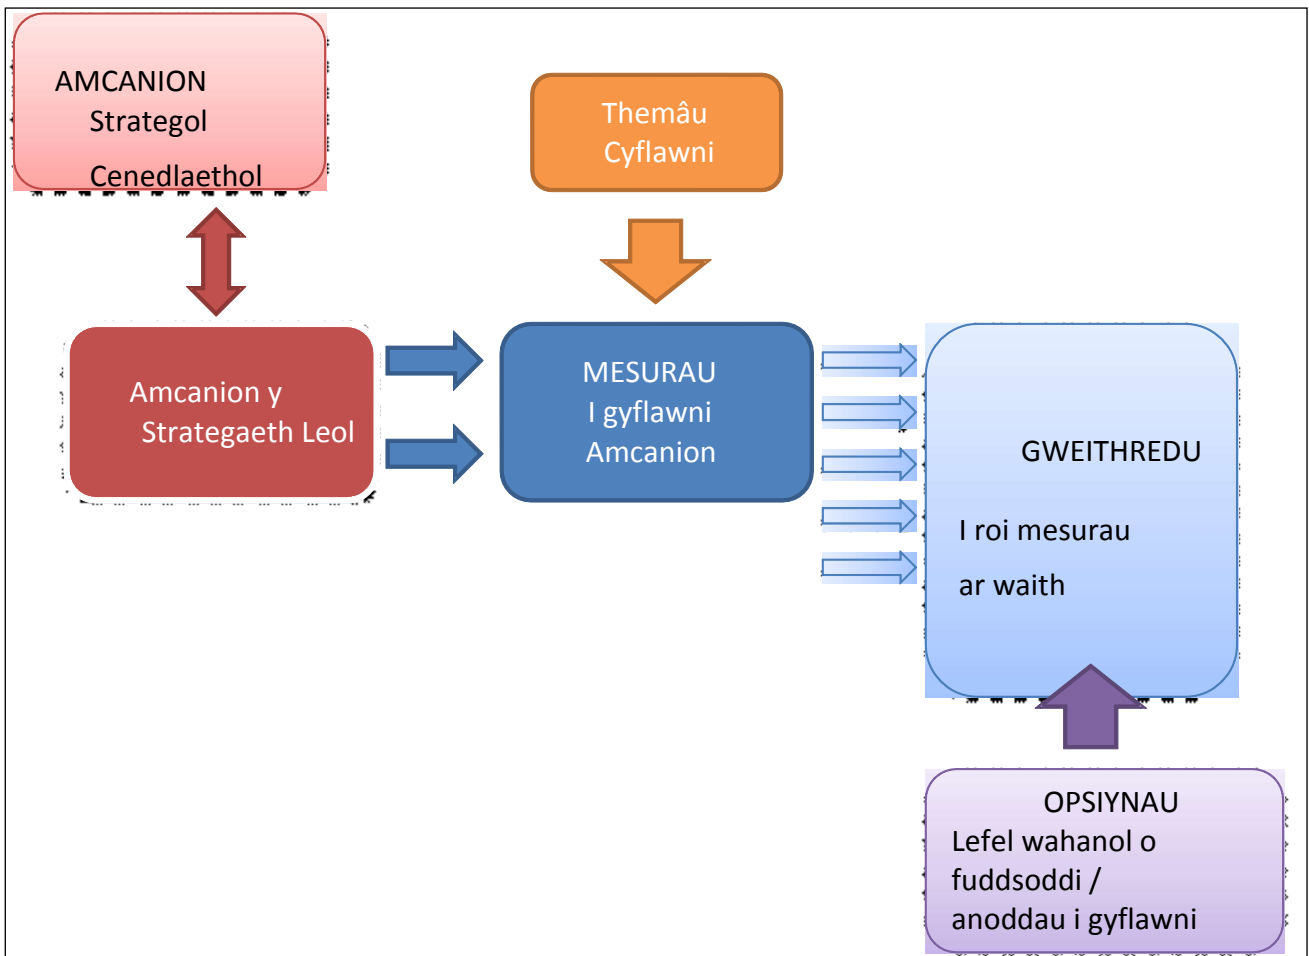 AMCANION
Strategol
Cenedlaethol
Themâu
Cyflawni
Amcanion y
Strategaeth Leol
MESURAU
I gyflawni
Amcanion
GWEITHREDU
I roi mesurau
ar waith
OPSIYNAU
Lefel wahanol o
fuddsoddi /
anoddau i gyflawni